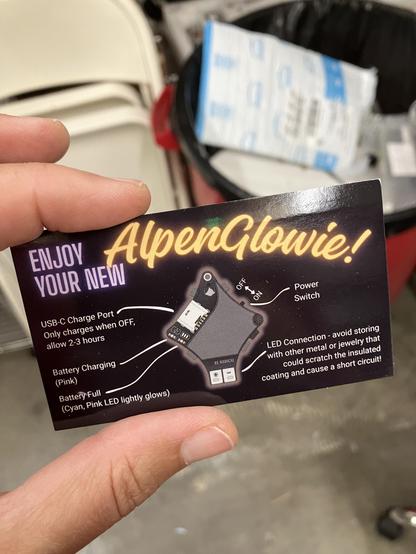 ENJOY
YOUR NEW
AlpenGlowie!
USB-C Charge Port
Only charges when OFF,
allow 2-3 hours
Battery Charging
(Pink)
Battery Full
(Cyan, Pink LED lightly glows)
OFF
ON
Power
Switch
LED Connection - avoid storing
with other metal or jewelry that
could scratch the insulated
coating and cause a short circuit!